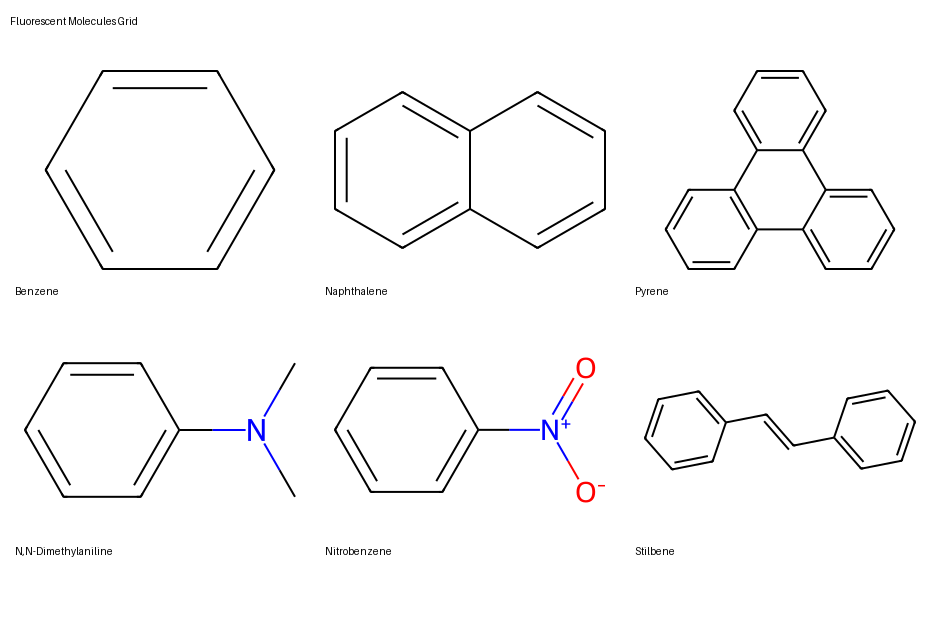 Fluorescent Molecules Grid
Benzene
Naphthalene
Pyrene
N
O
N+
O−
N,N-Dimethylaniline
Nitrobenzene
Stilbene